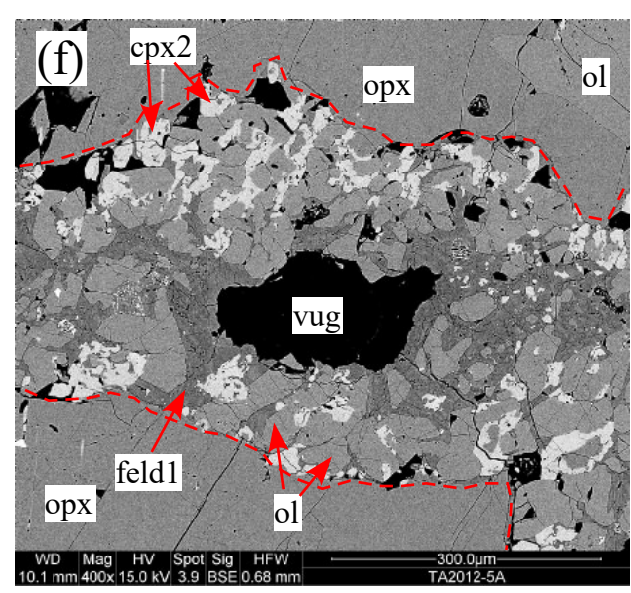 (f)
cpx2
opx
ol
vug
feld1
opx
ol
WD Mag HV Spot Sig HFW 300.0µm
10.1 mm 400x 15.0 kV 3.9 BSE 0.68 mm TA2012-5A